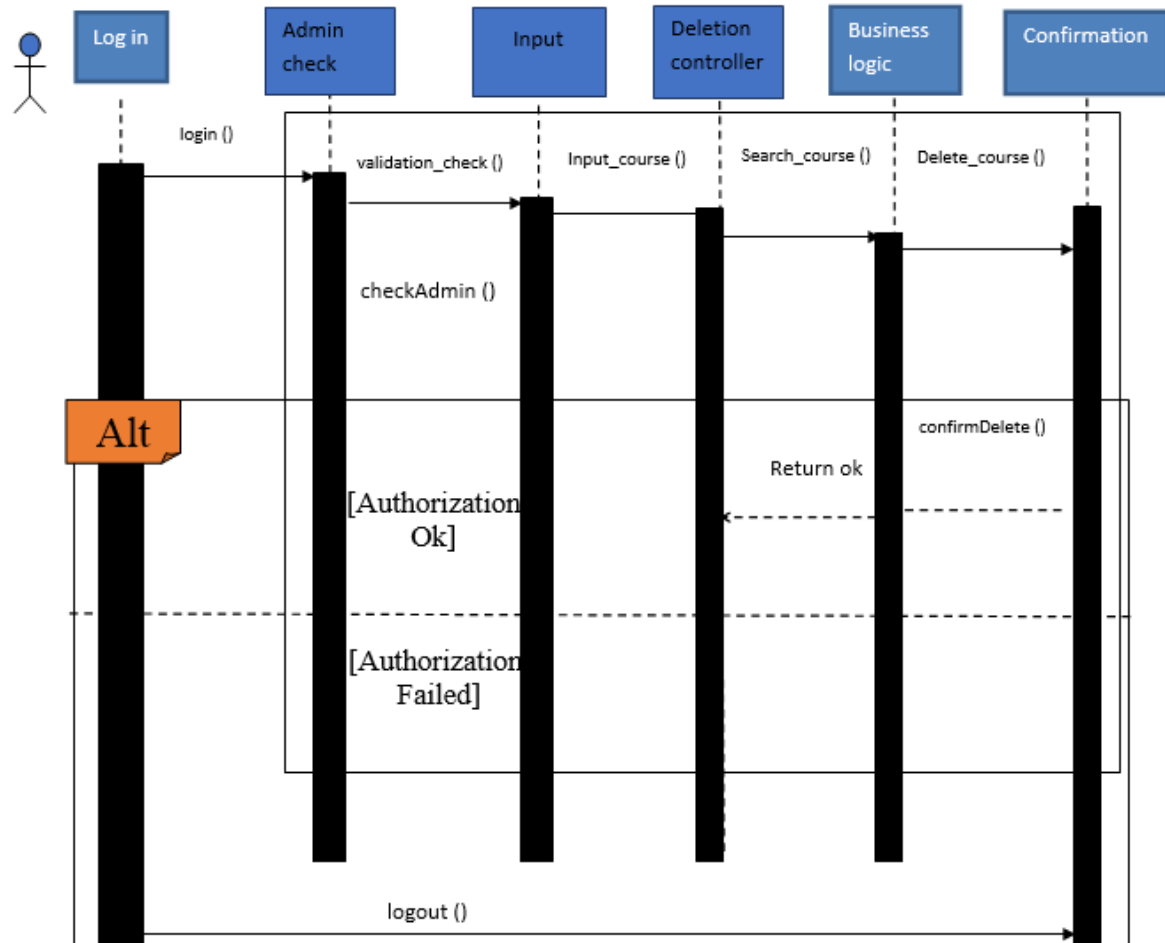 Log in
Admin
check
Input
Deletion
controller
Business
logic
Confirmation
login ()
validation_check ()
Input_course ()
Search_course ()
Delete_course ()
checkAdmin ()
Alt
confirmDelete ()
Return ok
[Authorization
Ok]
[Authorization
Failed]
logout ()